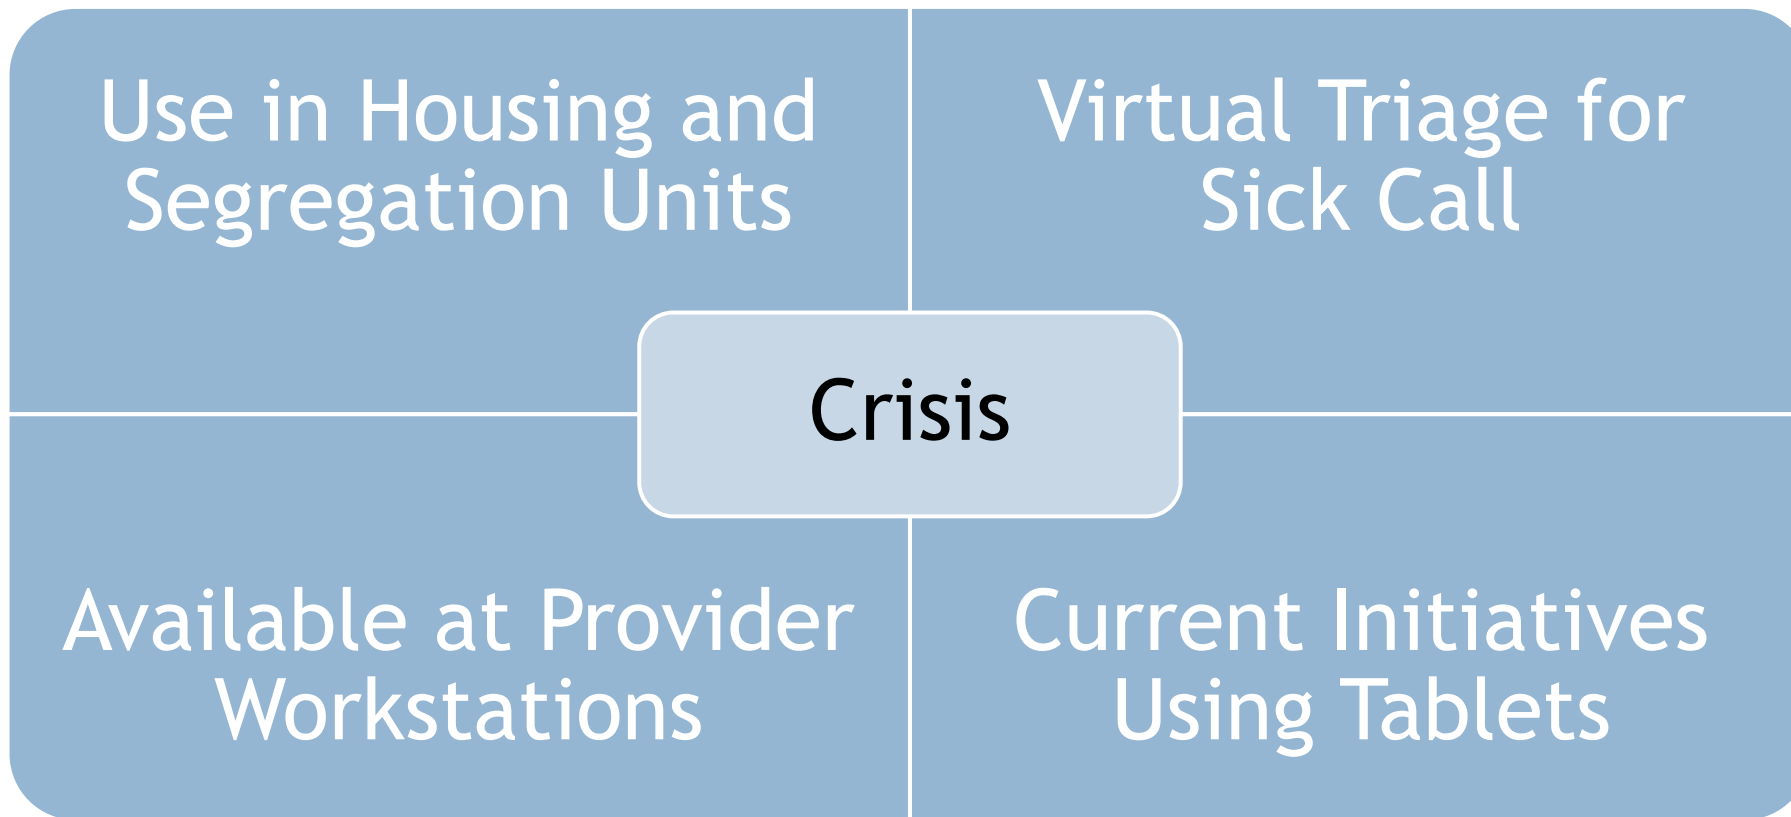 Use in Housing and
Segregation Units
Virtual Triage for
Sick Call
Crisis
Available at Provider
Workstations
Current Initiatives
Using Tablets